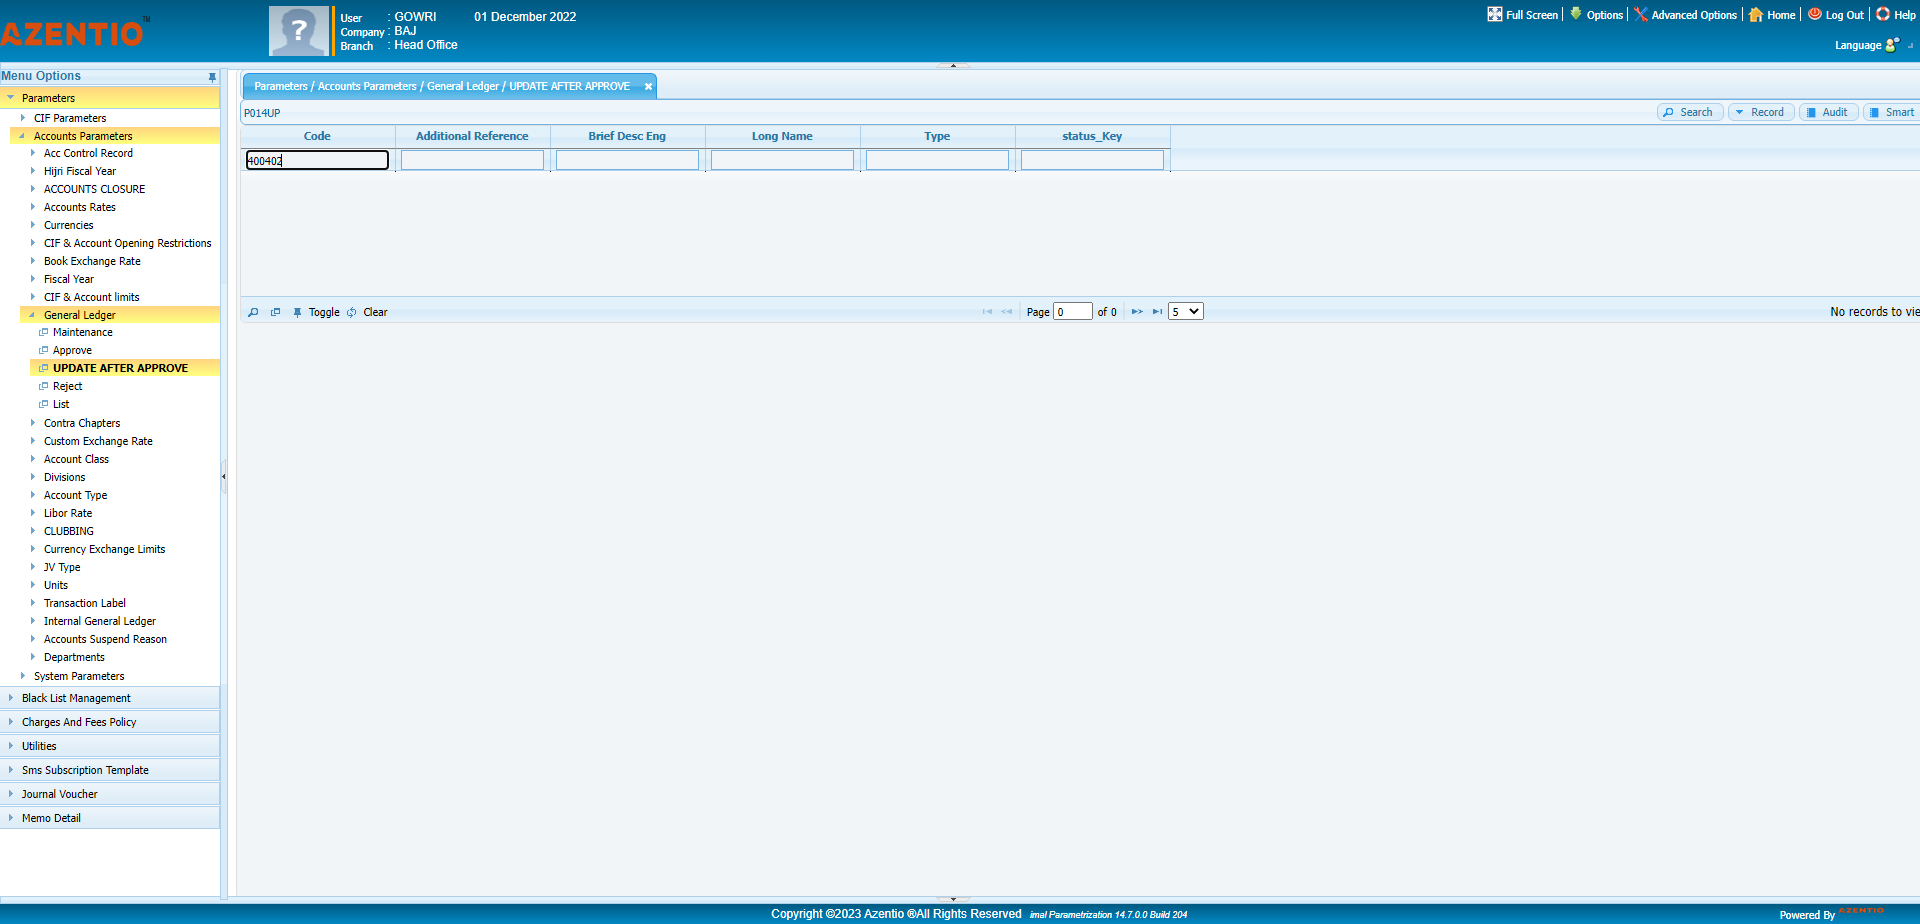 AZENTIO™
User : GOWRI 01 December 2022
Company : BAJ
Branch : Head Office
Full Screen Options Advanced Options Home Log Out Help
Language
Menu Options
Parameters
CIF Parameters
Accounts Parameters
Acc Control Record
Hijri Fiscal Year
ACCOUNTS CLOSURE
Accounts Rates
Currencies
CIF & Account Opening Restrictions
Book Exchange Rate
Fiscal Year
CIF & Account limits
General Ledger
Maintenance
Approve
UPDATE AFTER APPROVE
Reject
List
Contra Chapters
Custom Exchange Rate
Account Class
Divisions
Account Type
Libor Rate
CLUBBING
Currency Exchange Limits
JV Type
Units
Transaction Label
Internal General Ledger
Accounts Suspend Reason
Departments
System Parameters
Black List Management
Charges And Fees Policy
Utilities
Sms Subscription Template
Journal Voucher
Memo Detail
Parameters / Accounts Parameters / General Ledger / UPDATE AFTER APPROVE
P014UP Search Record Audit Smart
Code Additional Reference Brief Desc Eng Long Name Type status_Key
400402
Toggle Clear Page 0 of 0 5 No records to vie
Copyright ©2023 Azentio ®All Rights Reserved imal Parametrization 14.7.0.0 Build 204
Powered By AZENTIO